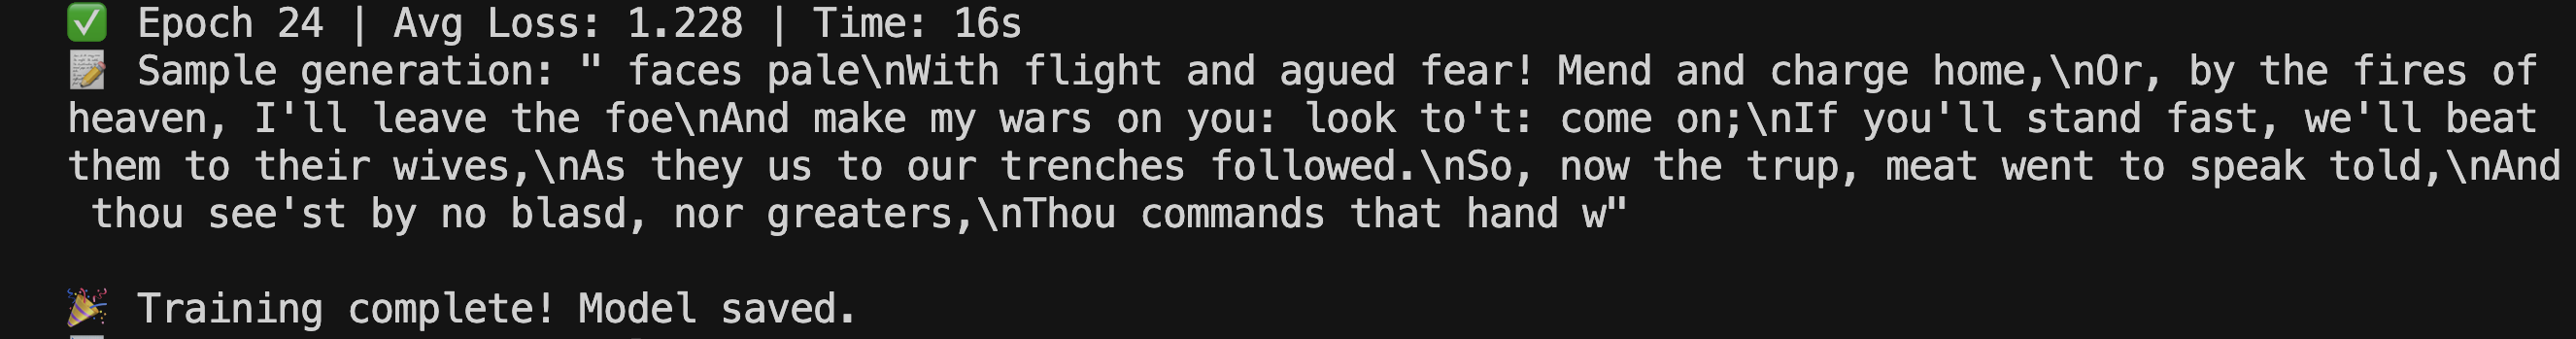 ✅ Epoch 24 | Avg Loss: 1.228 | Time: 16s
📝 Sample generation: " faces pale\nWith flight and agued fear! Mend and charge home,\nOr, by the fires of
heaven, I'll leave the foe\nAnd make my wars on you: look to't: come on;\nIf you'll stand fast, we'll beat
them to their wives,\nAs they us to our trenches followed.\nSo, now the trup, meat went to speak told,\nAnd
thou see'st by no blasd, nor greaters,\nThou commands that hand w"
🎉 Training complete! Model saved.